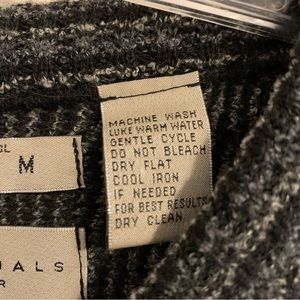 MACHINE WASH
LUKE WARM WATER
GENTLE CYCLE
DO NOT BLEACH
DRY FLAT
COOL IRON
IF NEEDED
FOR BEST RESULTS
DRY CLEAN
M